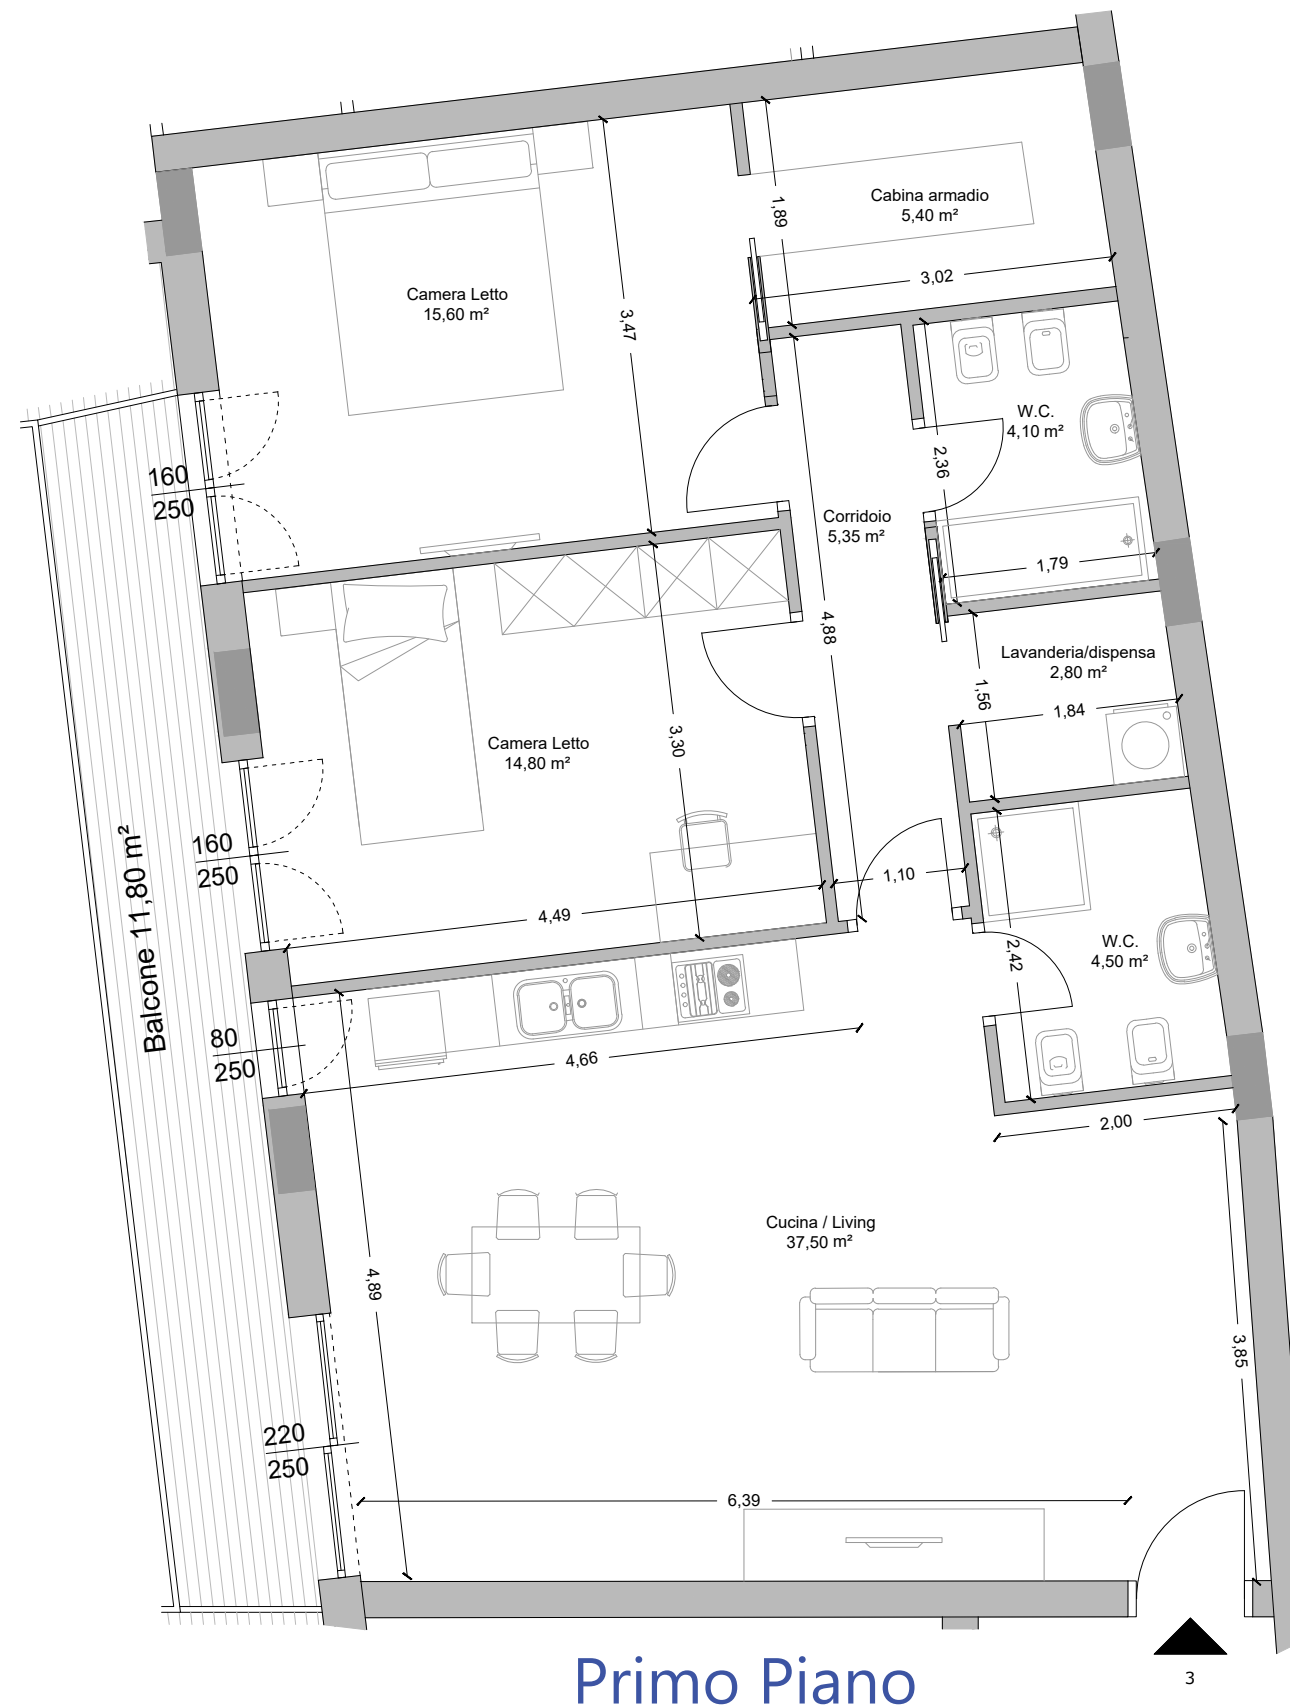 Cabina armadio
5,40 m²
1,89
3,02
Camera Letto
15,60 m²
3,47
W.C.
4,10 m²
2,36
160
250
Corridoio
5,35 m²
1,79
4,88
Lavanderia/dispensa
2,80 m²
1,56
1,84
3,30
Camera Letto
14,80 m²
160
250
Balcone 11,80 m²
1,10
4,49
W.C.
4,50 m²
2,42
80
250
4,66
2,00
Cucina / Living
37,50 m²
4,89
3,85
220
250
6,39
Primo Piano
3